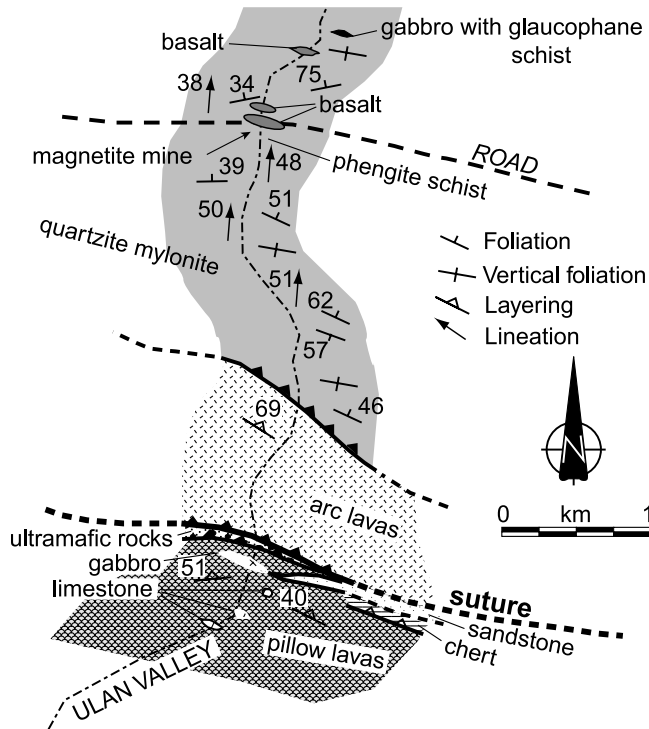 gabbro with glaucophane
schist
basalt
75
38
34
basalt
ROAD
magnetite mine
48
phengite schist
39
51
50
quartzite mylonite
51
62
57
46
Foliation
Vertical foliation
Layering
Lineation
69
N
arc lavas
0 km 1
ultramafic rocks
gabbro
51
limestone
40
suture
sandstone
chert
pillow lavas
ULAN VALLEY